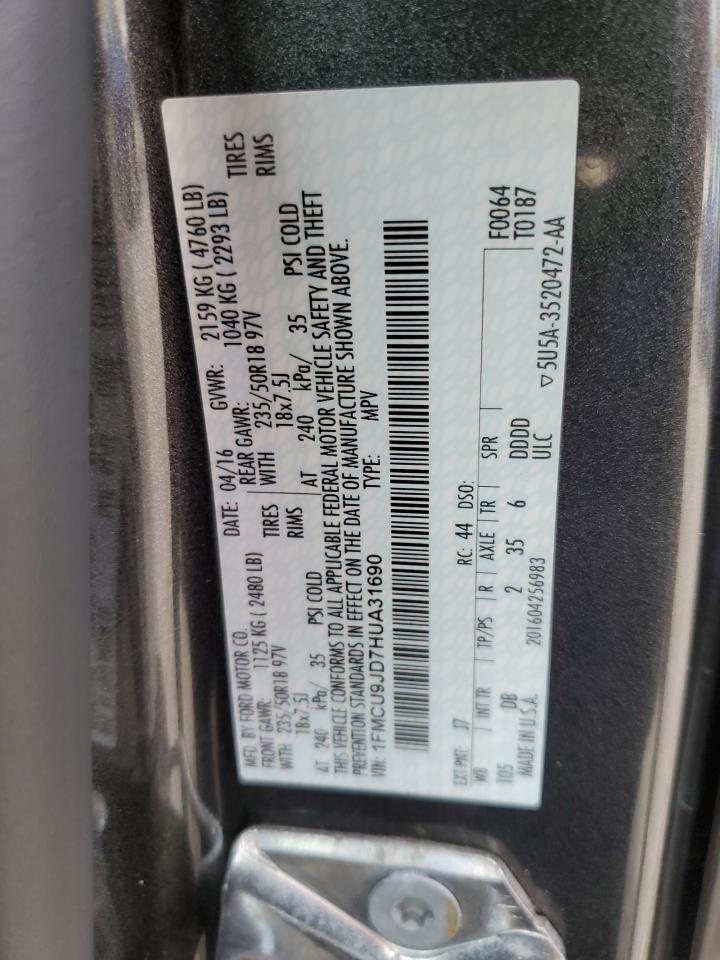 MFD. BY FORD MOTOR CO. DATE: 04/16 GVWR: 2159 KG ( 4760 LB)
FRONT GAWR: 1125 KG ( 2480 LB) REAR GAWR: 1040 KG ( 2293 LB)
WITH 235/50R18 97V TIRES WITH 235/50R18 97V TIRES
18x7.5J RIMS 18x7.5J RIMS
AT 240 kPa/ 35 PSI COLD AT 240 kPa/ 35 PSI COLD
THIS VEHICLE CONFORMS TO ALL APPLICABLE FEDERAL MOTOR VEHICLE SAFETY AND THEFT
PREVENTION STANDARDS IN EFFECT ON THE DATE OF MANUFACTURE SHOWN ABOVE.
VIN: 1FMCU9JD7HUA31690 TYPE: MPV
EXT PNT: J7 RC: 44 DSO:
WB INT TR TP/PS R AXLE TR SPR F0064
105 DB 2 35 6 DDDD T0187
MADE IN U.S.A. 201604256983 ULC ▽5U5A-3520472-AA